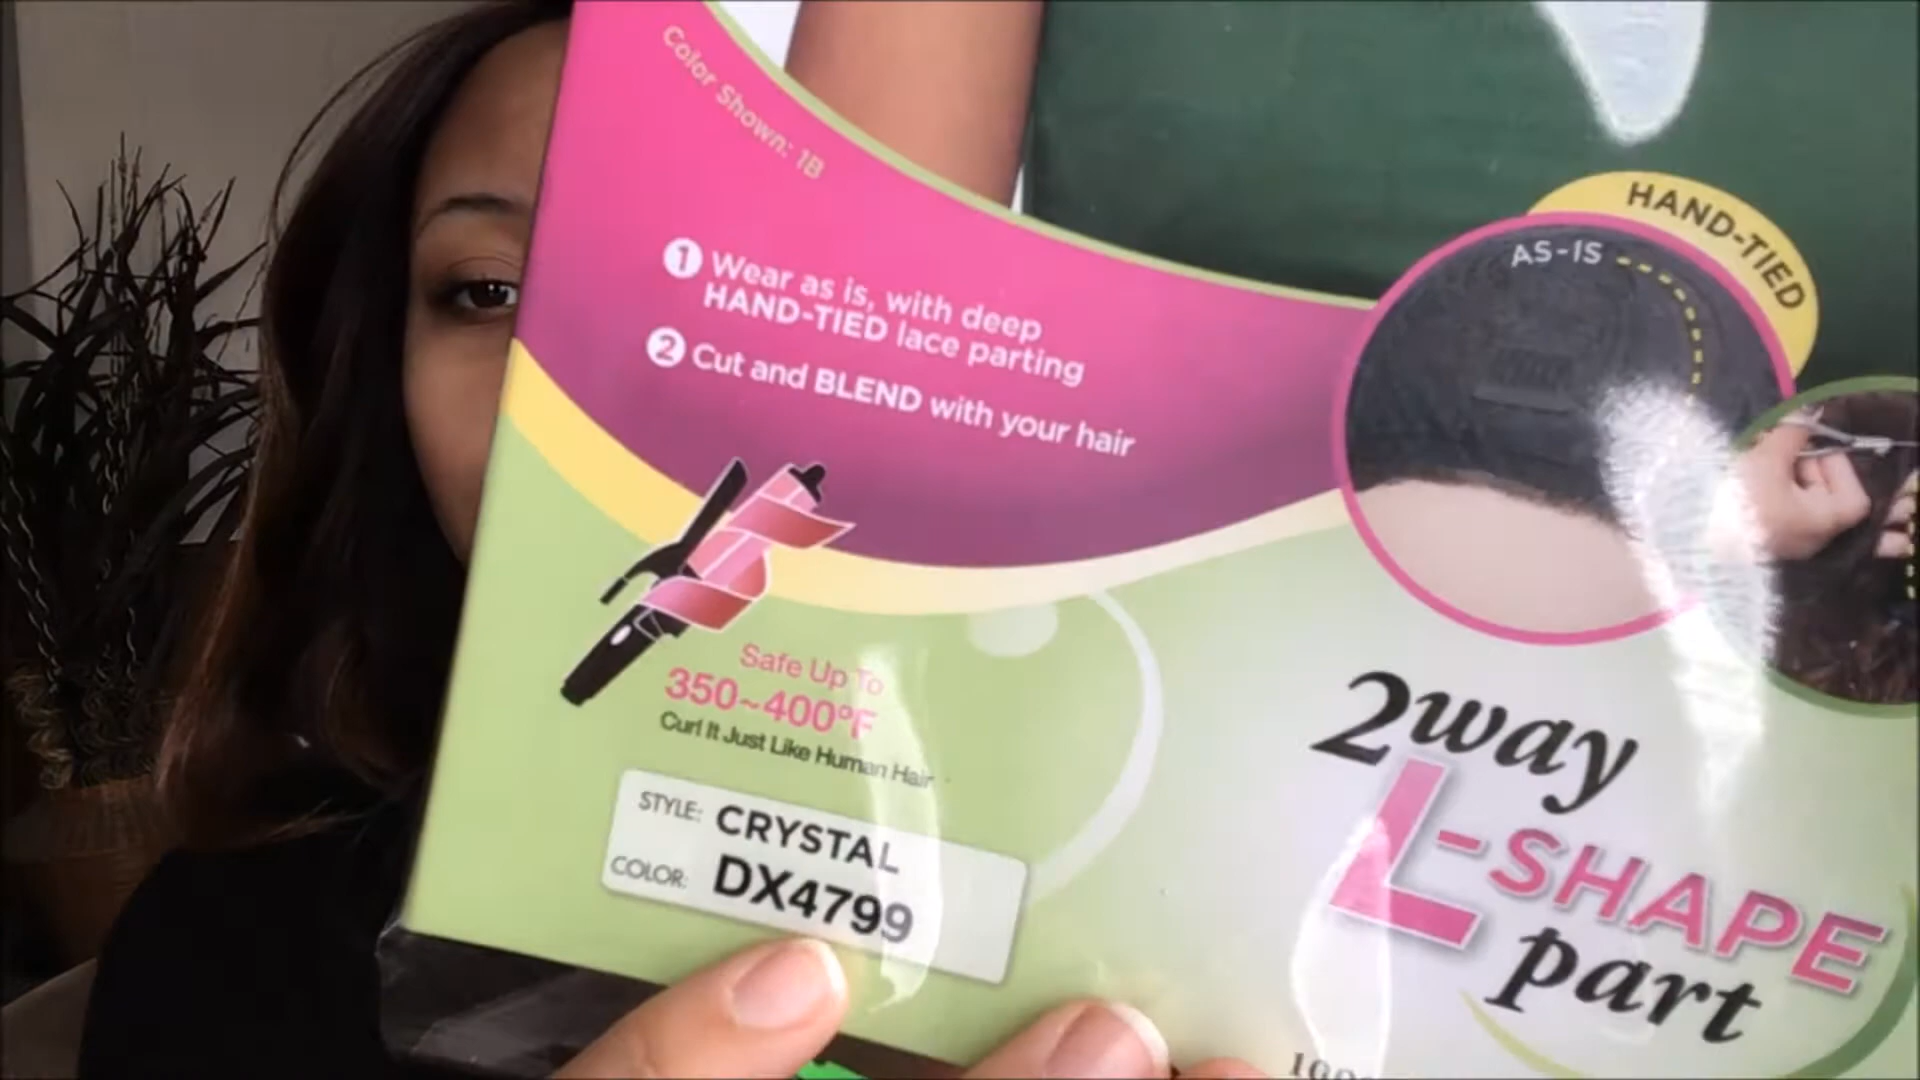 Color Shown: 1B
HAND-TIED
AS-IS
1 Wear as is, with deep
HAND-TIED lace parting
2 Cut and BLEND with your hair
Safe Up To
350~400°F
Curl It Just Like Human Hair
STYLE: CRYSTAL
COLOR: DX4799
2way
L-SHAPE
part